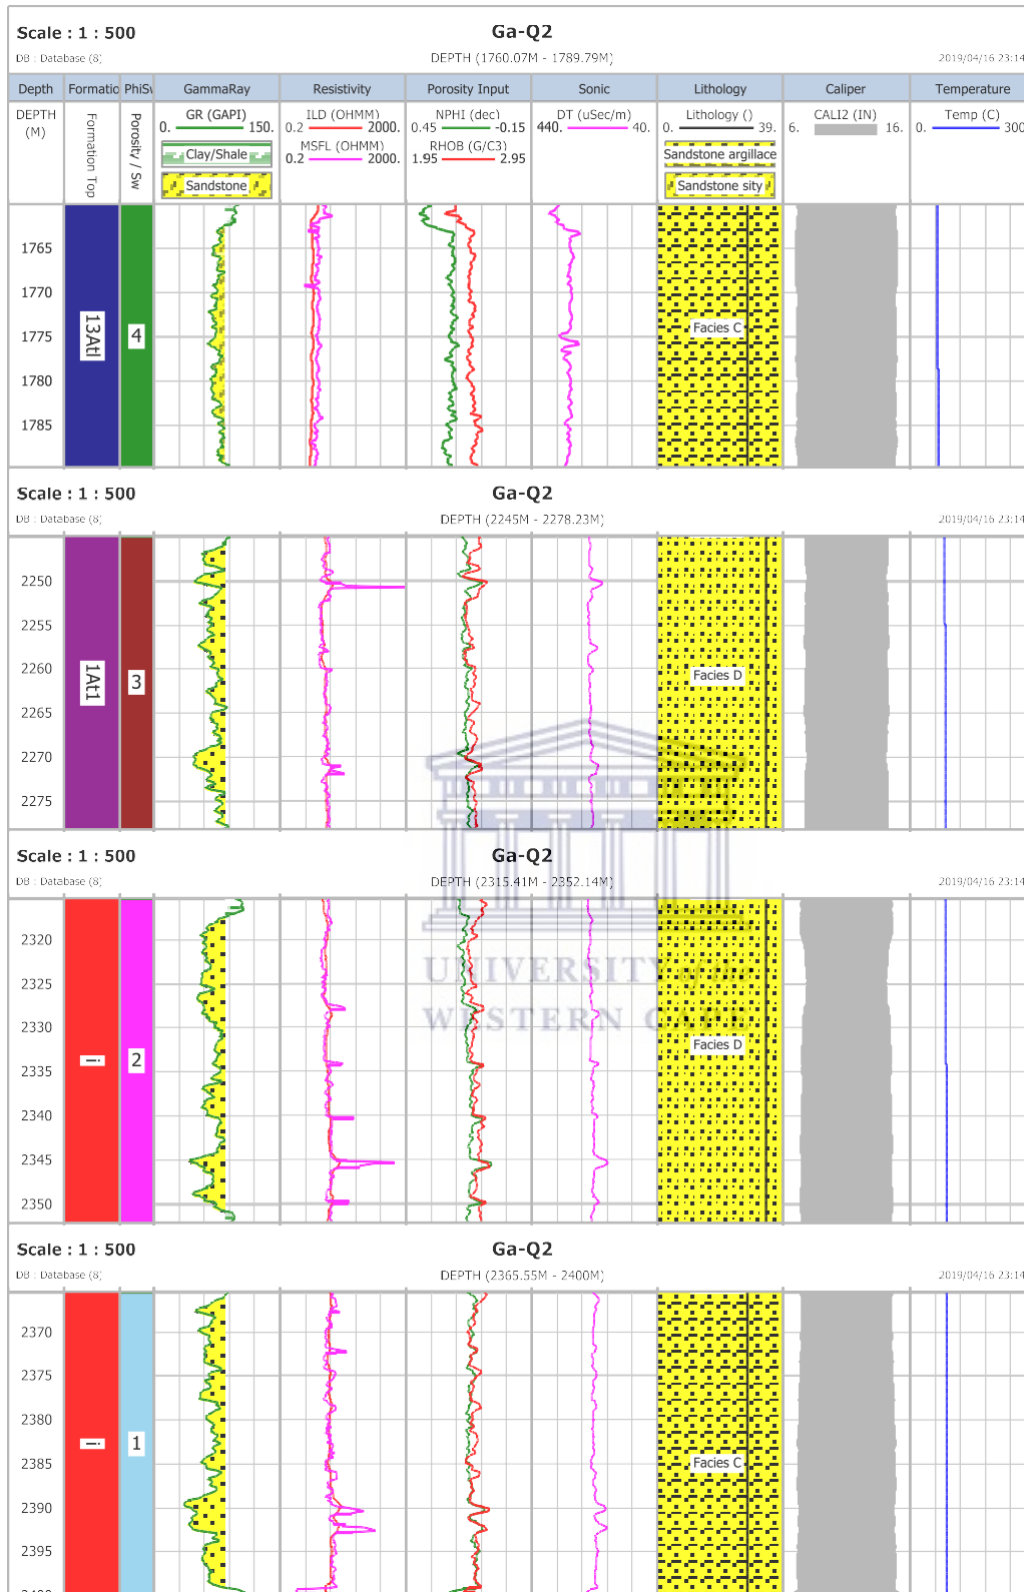 Scale : 1 : 500 Ga-Q2
DB : Database (8) DEPTH (1760.07M - 1789.79M) 2019/04/16 23:14
Depth Formatio PhiSw GammaRay Resistivity Porosity Input Sonic Lithology Caliper Temperature
DEPTH (M)
Formation Top
Porosity / Sw
GR (GAPI)
0. 150.
Clay/Shale
Sandstone
ILD (OHMM)
0.2 2000.
MSFL (OHMM)
0.2 2000.
NPHI (dec)
0.45 -0.15
RHOB (G/C3)
1.95 2.95
DT (uSec/m)
440. 40.
Lithology ()
0. 39.
Sandstone argillace
Sandstone sity
CALI2 (IN)
6. 16.
Temp (C)
0. 300
1765
1770
1775
1780
1785
13Atl
4
Facies C
Scale : 1 : 500 Ga-Q2
DB : Database (8) DEPTH (2245M - 2278.23M) 2019/04/16 23:14
2250
2255
2260
2265
2270
2275
1At1
3
Facies D
Scale : 1 : 500 Ga-Q2
DB : Database (8) DEPTH (2315.41M - 2352.14M) 2019/04/16 23:14
2320
2325
2330
2335
2340
2345
2350
i
2
Facies D
UNIVERSITY of the
WESTERN CAPE
Scale : 1 : 500 Ga-Q2
DB : Database (8) DEPTH (2365.55M - 2400M) 2019/04/16 23:14
2370
2375
2380
2385
2390
2395
2400
i
1
Facies C